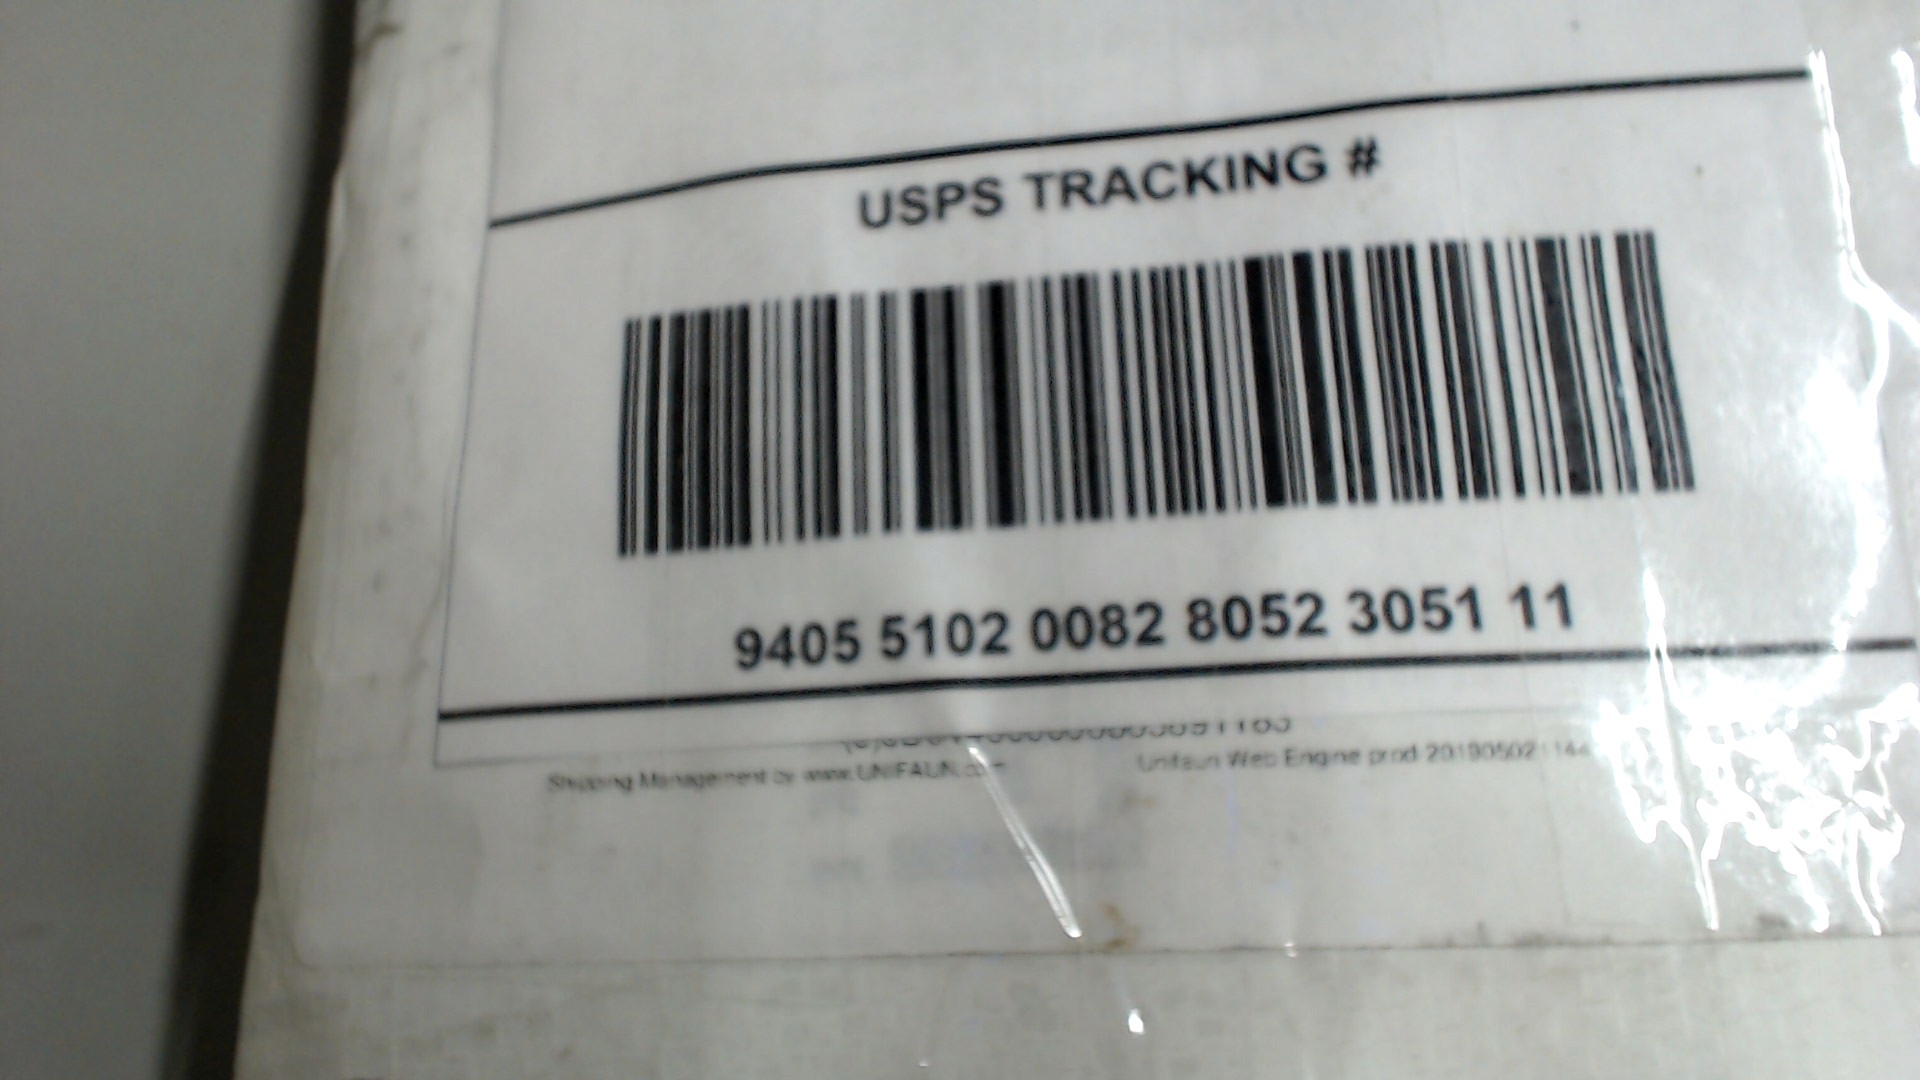 USPS TRACKING #
9405 5102 0082 8052 3051 11
Shipping Management by www.UNIFAUN.com
Unifaun Web Engine prod